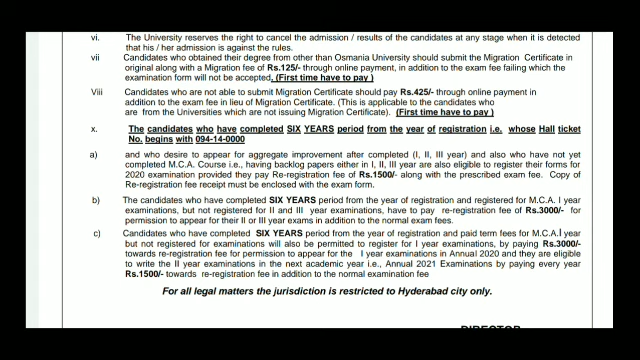 vi. The University reserves the right to cancel the admission / results of the candidates at any stage when it is detected
that his / her admission is against the rules.
vii Candidates who obtained their degree from other than Osmania University should submit the Migration Certificate in
original along with a Migration fee of Rs.125/- through online payment, in addition to the exam fee failing which the
examination form will not be accepted. (First time have to pay )
Viii Candidates who are not able to submit Migration Certificate should pay Rs.425/- through online payment in
addition to the exam fee in lieu of Migration Certificate. (This is applicable to the candidates who
are from the Universities which are not issuing Migration Certificate). (First time have to pay )
x. The candidates who have completed SIX YEARS period from the year of registration i.e. whose Hall ticket
No. begins with 094-14-0000
a) and who desire to appear for aggregate improvement after completed (I, II, III year) and also who have not yet
completed M.C.A. Course i.e., having backlog papers either in I, II, III year are also eligible to register their forms for
2020 examination provided they pay Re-registration fee of Rs.1500/- along with the prescribed exam fee. Copy of
Re-registration fee receipt must be enclosed with the exam form.
b) The candidates who have completed SIX YEARS period from the year of registration and registered for M.C.A. I year
examinations, but not registered for II and III year examinations, have to pay re-registration fee of Rs.3000/- for
permission to appear for their II or III year exams in addition to the normal exam fees.
c) Candidates who have completed SIX YEARS period from the year of registration and paid term fees for M.C.A.I year
but not registered for examinations will also be permitted to register for I year examinations, by paying Rs.3000/-
towards re-registration fee for permission to appear for the I year examinations in Annual 2020 and they are eligible
to write the II year examinations in the next academic year i.e., Annual 2021 Examinations by paying every year
Rs.1500/- towards re-registration fee in addition to the normal examination fee
For all legal matters the jurisdiction is restricted to Hyderabad city only.
DIRECTOR